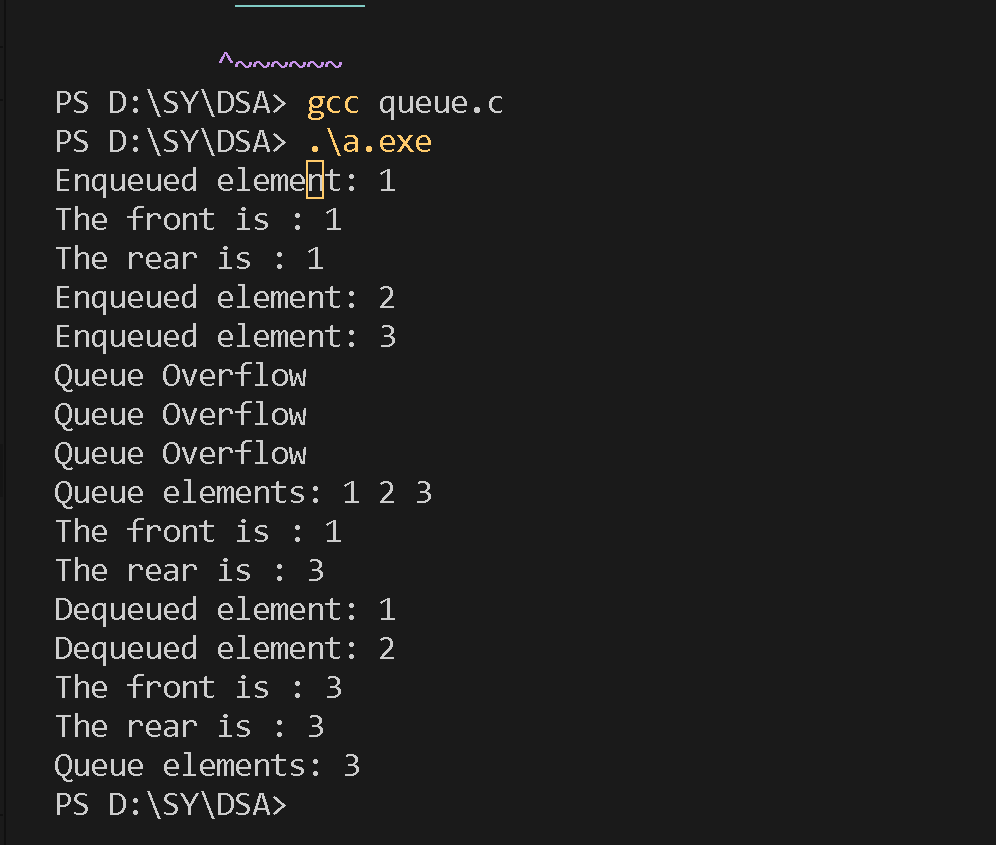 ^~~~~~~
PS D:\SY\DSA> gcc queue.c
PS D:\SY\DSA> .\a.exe
Enqueued element: 1
The front is : 1
The rear is : 1
Enqueued element: 2
Enqueued element: 3
Queue Overflow
Queue Overflow
Queue Overflow
Queue elements: 1 2 3
The front is : 1
The rear is : 3
Dequeued element: 1
Dequeued element: 2
The front is : 3
The rear is : 3
Queue elements: 3
PS D:\SY\DSA>